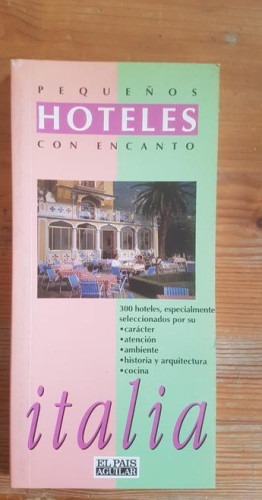 PEQUEÑOS
HOTELES
CON ENCANTO
300 hoteles, especialmente
seleccionados por su
•carácter
•atención
•ambiente
•historia y arquitectura
•cocina
italia
EL PAIS
AGUILAR